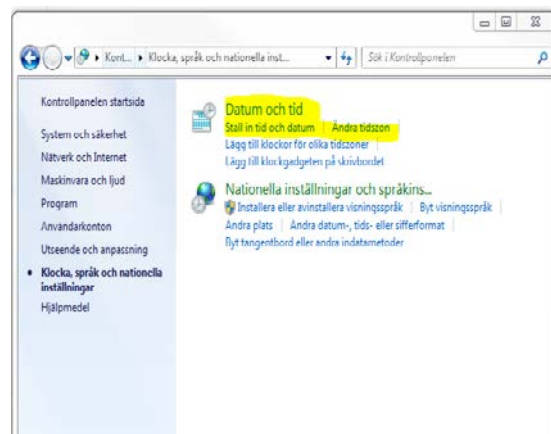 Kont... Klocka, språk och nationella inst... Sök i Kontrollpanelen
Kontrollpanelen startsida
System och säkerhet
Nätverk och Internet
Maskinvara och ljud
Program
Användarkonton
Utseende och anpassning
Klocka, språk och nationella
inställningar
Hjälpmedel
Datum och tid
Ställ in tid och datum Ändra tidszon
Lägg till klockor för olika tidszoner
Lägg till klockgadgeten på skrivbordet
Nationella inställningar och språkins...
Installera eller avinstallera visningsspråk Byt visningsspråk
Ändra plats Ändra datum-, tids- eller sifferformat
Byt tangentbord eller andra indatametoder